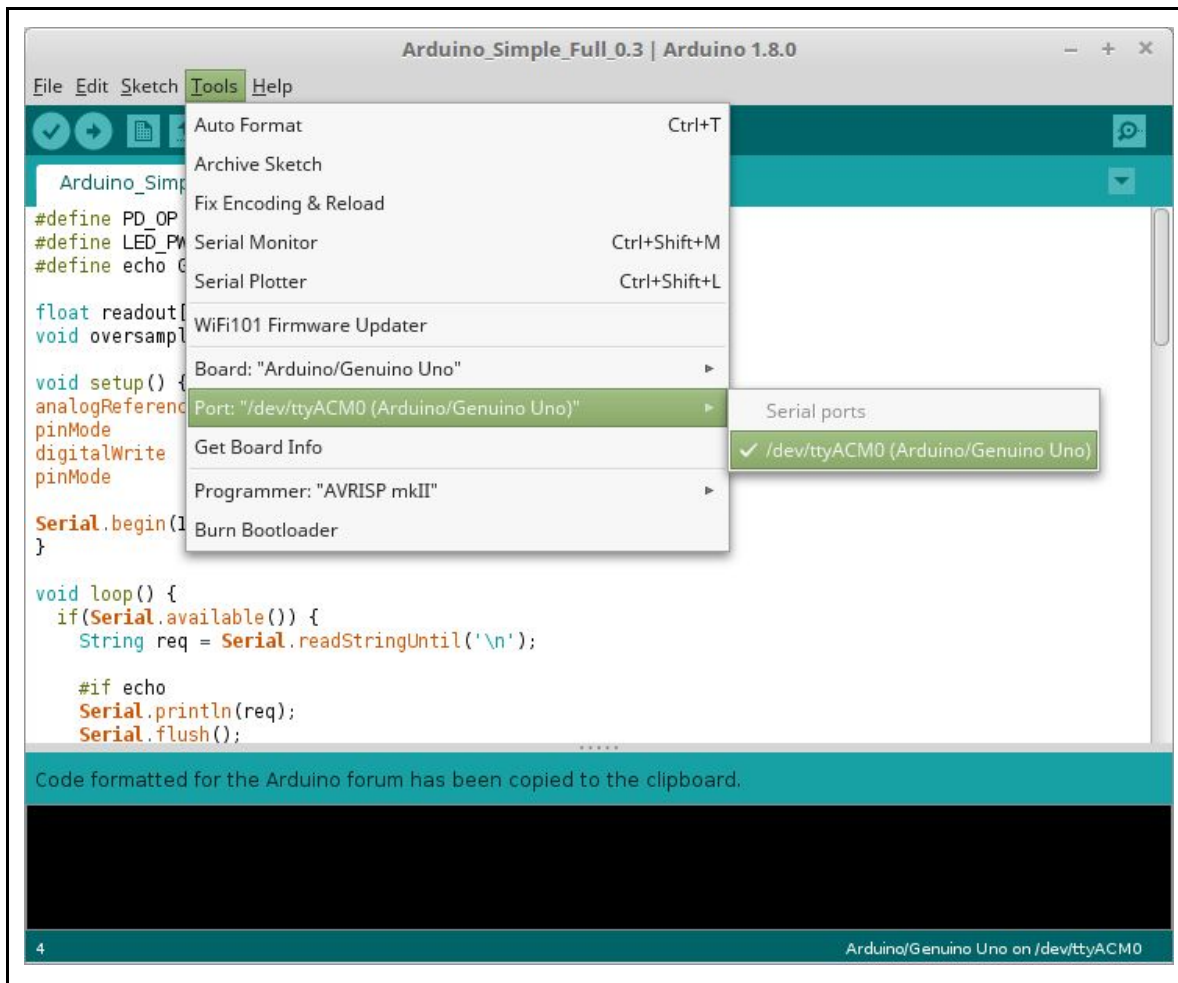 Arduino_Simple_Full_0.3 | Arduino 1.8.0
File Edit Sketch Tools Help
Auto Format Ctrl+T
Archive Sketch
Fix Encoding & Reload
Serial Monitor Ctrl+Shift+M
Serial Plotter Ctrl+Shift+L
WiFi101 Firmware Updater
Board: "Arduino/Genuino Uno"
Port: "/dev/ttyACM0 (Arduino/Genuino Uno)"
Get Board Info
Programmer: "AVRISP mkII"
Burn Bootloader
Serial ports
/dev/ttyACM0 (Arduino/Genuino Uno)
Arduino_Simp
#define PD_OP
#define LED_PW
#define echo
float readout[
void oversampl
void setup() {
analogReferenc
pinMode
digitalWrite
pinMode
Serial.begin(1
}
void loop() {
if(Serial.available()) {
String req = Serial.readStringUntil('\n');
#if echo
Serial.println(req);
Serial.flush();
Code formatted for the Arduino forum has been copied to the clipboard.
4 Arduino/Genuino Uno on /dev/ttyACM0